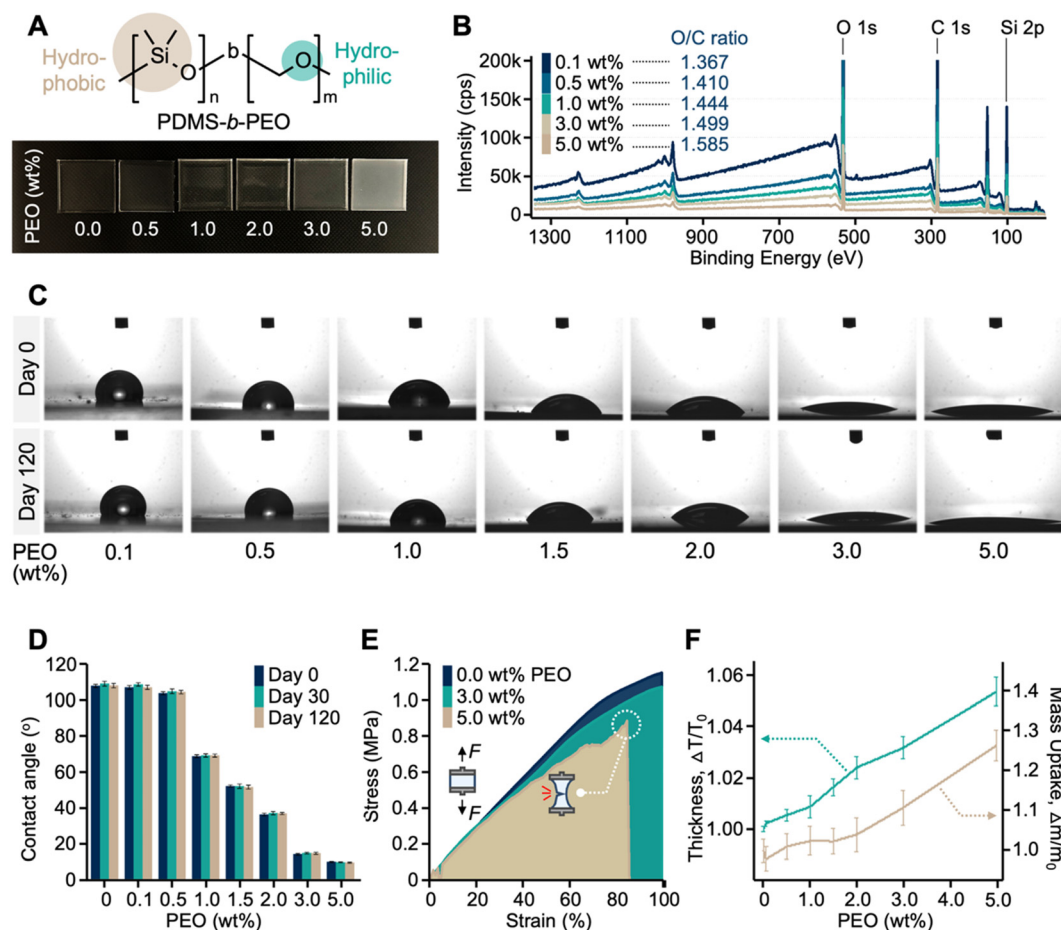 A
Hydro-
phobic
Si
O
n
b
O
m
Hydro-
philic
PDMS-b-PEO
PEO (wt%)
0.0 0.5 1.0 2.0 3.0 5.0
B
O 1s C 1s Si 2p
O/C ratio
0.1 wt% 1.367
0.5 wt% 1.410
1.0 wt% 1.444
3.0 wt% 1.499
5.0 wt% 1.585
Intensity (cps)
200k
150k
100k
50k
0
1300 1100 900 700 500 300 100
Binding Energy (eV)
C
Day 0
Day 120
PEO
(wt%)
0.1 0.5 1.0 1.5 2.0 3.0 5.0
D
Contact angle (°)
120
100
80
60
40
20
0
Day 0
Day 30
Day 120
0 0.1 0.5 1.0 1.5 2.0 3.0 5.0
PEO (wt%)
E
Stress (MPa)
1.2
1.0
0.8
0.6
0.4
0.2
0
0.0 wt% PEO
3.0 wt%
5.0 wt%
F
F
0 20 40 60 80 100
Strain (%)
F
Thickness, ΔT/T0
1.06
1.04
1.02
1.00
Mass Uptake, Δm/m0
1.4
1.3
1.2
1.1
1.0
0 1.0 2.0 3.0 4.0 5.0
PEO (wt%)